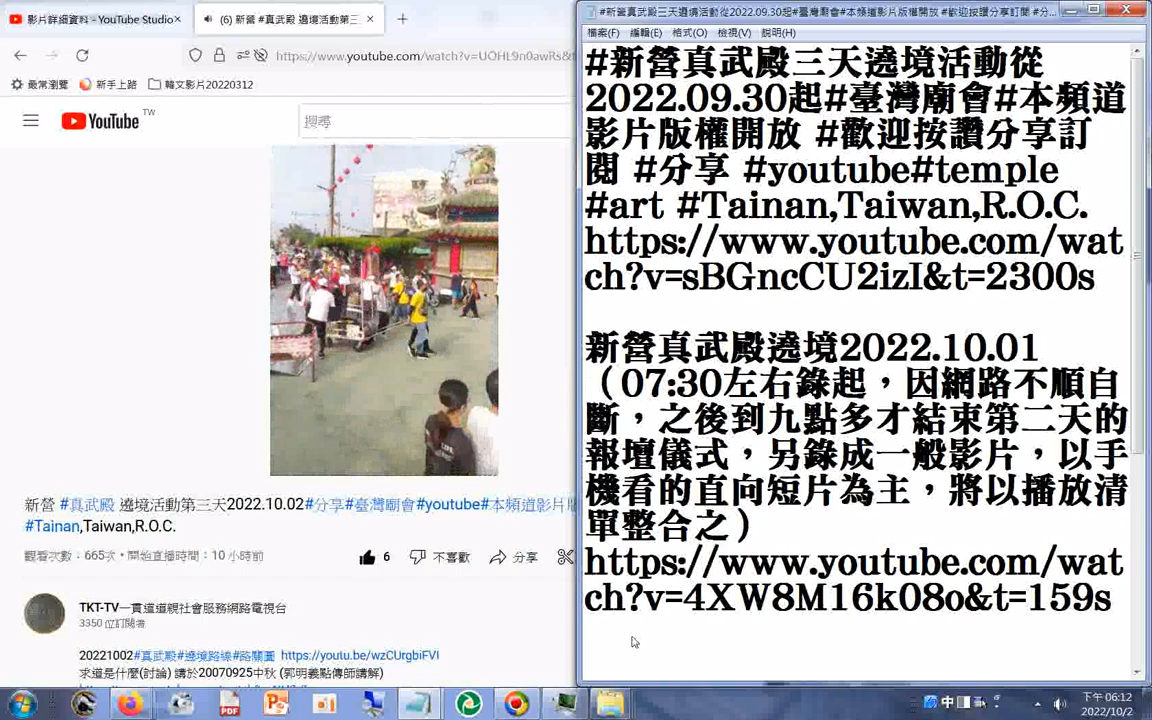 影片詳細資料 - YouTube Studio
(6) 新營 #真武殿 遶境活動第三
https://www.youtube.com/watch?v=UOHL9n0awRs&t
最常瀏覽
新手上路
韓文影片20220312
YouTube TW
搜尋
新營 #真武殿 遶境活動第三天2022.10.02#分享#臺灣廟會#youtube#本頻道影片版
#Tainan,Taiwan,R.O.C.
觀看次數：665次・開始直播時間：10 小時前
6
不喜歡
分享
TKT-TV一貫道道親社會服務網路電視台
3350 位訂閱者
20221002#真武殿#遶境路線#路關圖 https://youtu.be/wzCUrgbiFVI
求道是什麼(討論) 講於20070925中秋 (郭明義點傳師講解)
#新營真武殿三天遶境活動從2022.09.30起#臺灣廟會#本頻道影片版權開放 #歡迎按讚分享訂閱 #分...
檔案(F) 編輯(E) 格式(O) 檢視(V) 說明(H)
#新營真武殿三天遶境活動從
2022.09.30起#臺灣廟會#本頻道
影片版權開放 #歡迎按讚分享訂
閱 #分享 #youtube#temple
#art #Tainan,Taiwan,R.O.C.
https://www.youtube.com/wat
ch?v=sBGncCU2izI&t=2300s
新營真武殿遶境2022.10.01
（07:30左右錄起，因網路不順自
斷，之後到九點多才結束第二天的
報壇儀式，另錄成一般影片，以手
機看的直向短片為主，將以播放清
單整合之）
https://www.youtube.com/wat
ch?v=4XW8M16k08o&t=159s
中
下午 06:12
2022/10/2